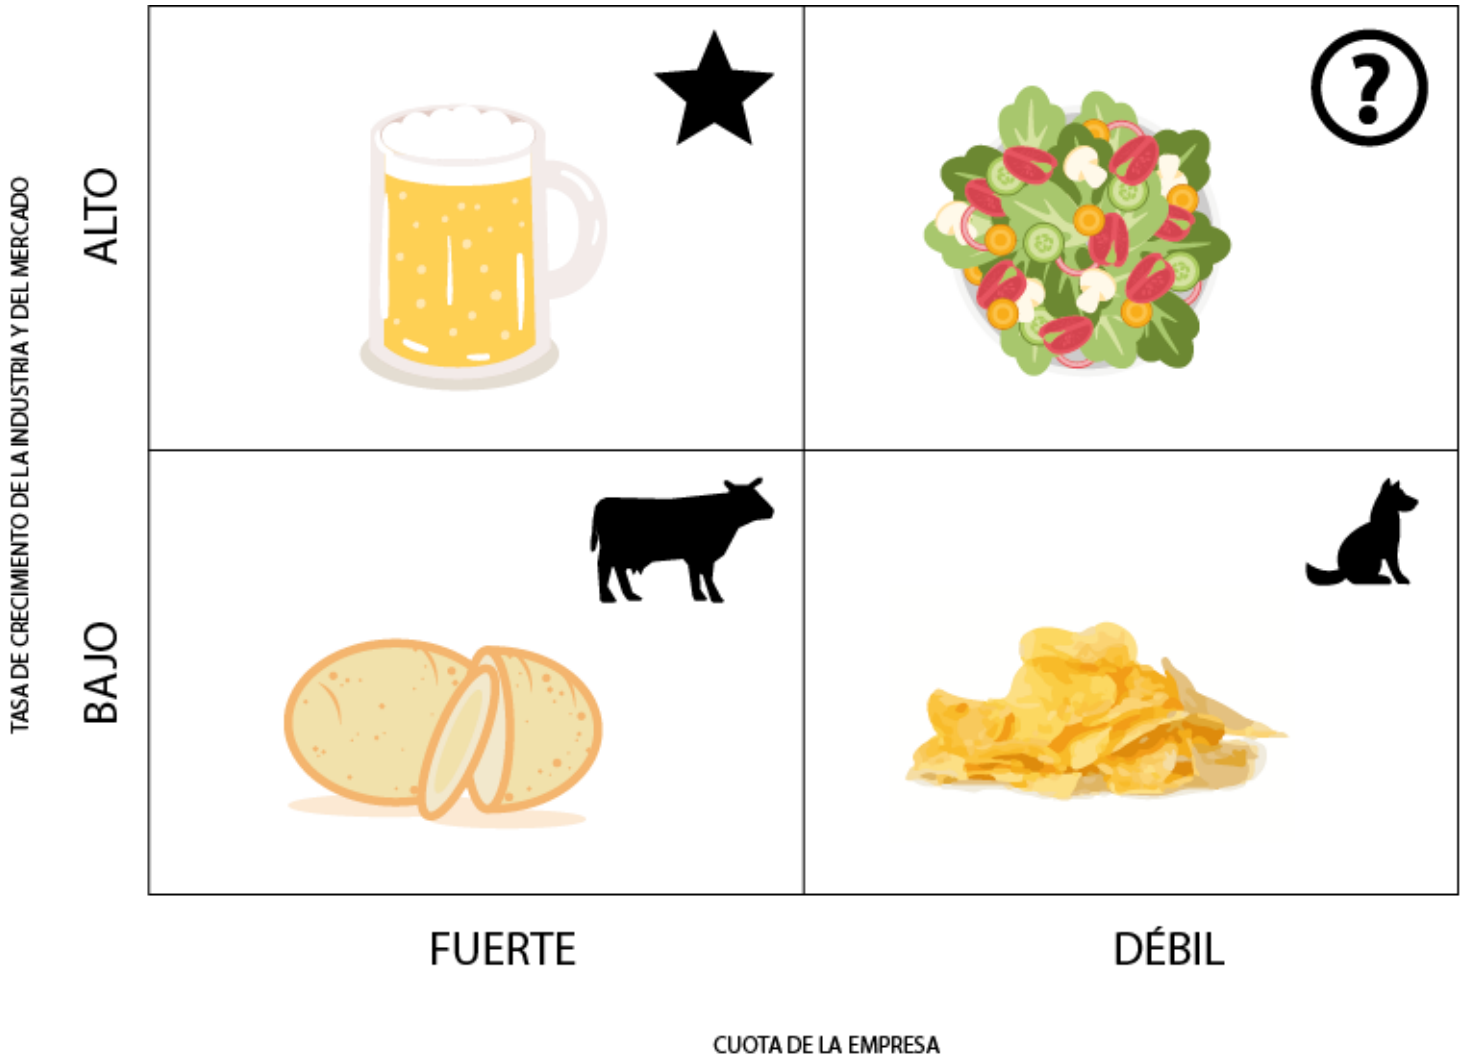 TASA DE CRECIMIENTO DE LA INDUSTRIA Y DEL MERCADO
ALTO
?
BAJO
FUERTE
DÉBIL
CUOTA DE LA EMPRESA